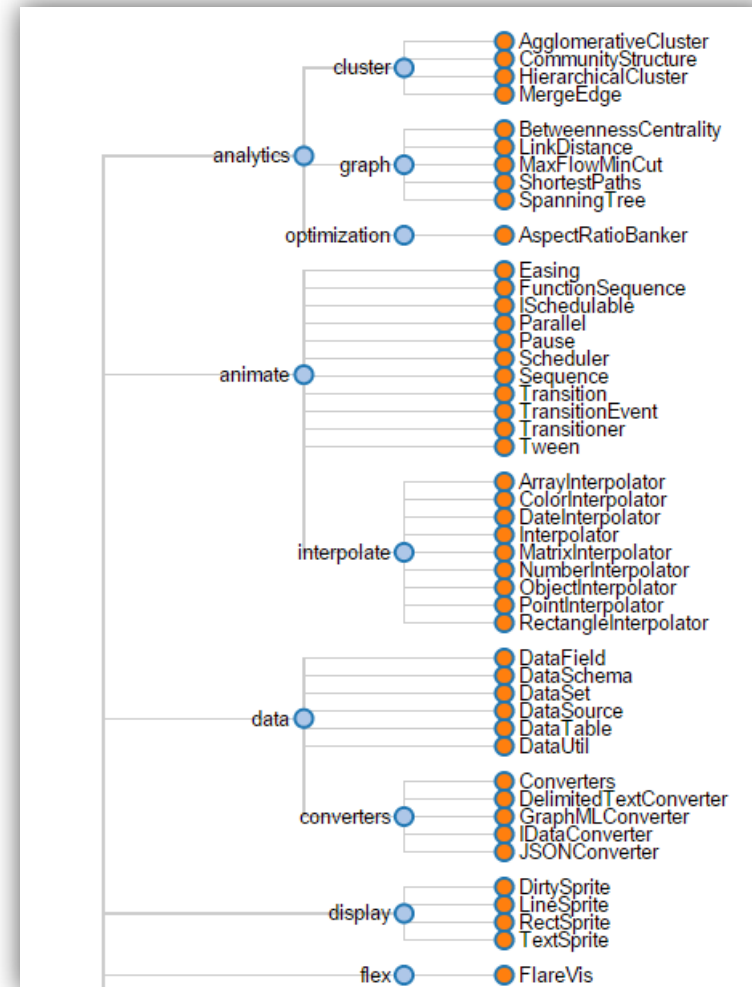 cluster
AgglomerativeCluster
CommunityStructure
HierarchicalCluster
MergeEdge
analytics
graph
BetweennessCentrality
LinkDistance
MaxFlowMinCut
ShortestPaths
SpanningTree
optimization
AspectRatioBanker
animate
Easing
FunctionSequence
ISchedulable
Parallel
Pause
Scheduler
Sequence
Transition
TransitionEvent
Transitioner
Tween
interpolate
ArrayInterpolator
ColorInterpolator
DateInterpolator
Interpolator
MatrixInterpolator
NumberInterpolator
ObjectInterpolator
PointInterpolator
RectangleInterpolator
data
DataField
DataSchema
DataSet
DataSource
DataTable
DataUtil
converters
Converters
DelimitedTextConverter
GraphMLConverter
IDataConverter
JSONConverter
display
DirtySprite
LineSprite
RectSprite
TextSprite
flex
FlareVis